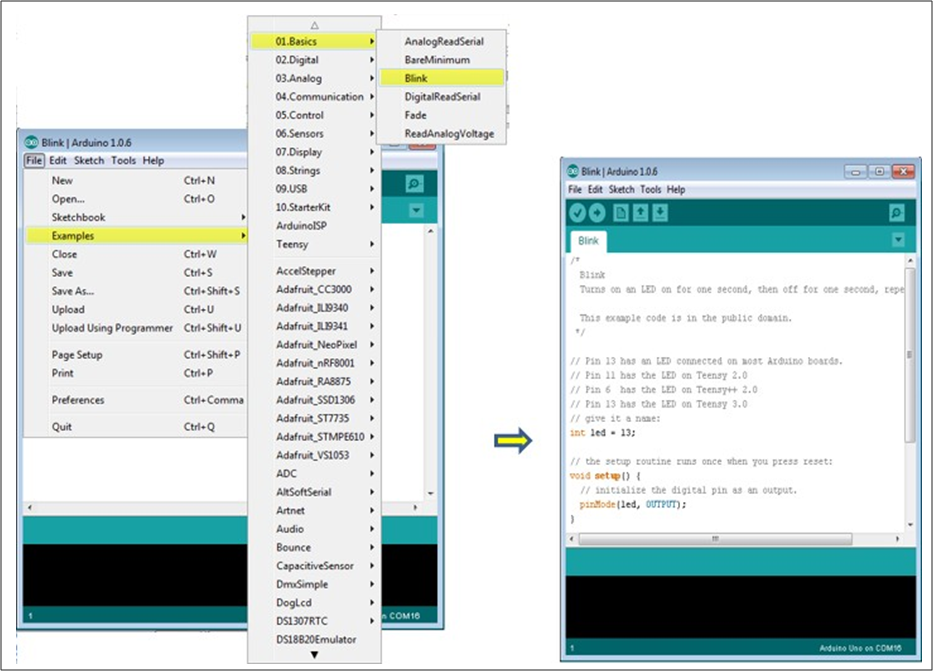 Blink | Arduino 1.0.6
File Edit Sketch Tools Help
New Ctrl+N
Open... Ctrl+O
Sketchbook
Examples
Close Ctrl+W
Save Ctrl+S
Save As... Ctrl+Shift+S
Upload Ctrl+U
Upload Using Programmer Ctrl+Shift+U
Page Setup Ctrl+Shift+P
Print Ctrl+P
Preferences Ctrl+Comma
Quit Ctrl+Q
1
n COM16
01.Basics
02.Digital
03.Analog
04.Communication
05.Control
06.Sensors
07.Display
08.Strings
09.USB
10.StarterKit
ArduinoISP
Teensy
AccelStepper
Adafruit_CC3000
Adafruit_ILI9340
Adafruit_ILI9341
Adafruit_NeoPixel
Adafruit_nRF8001
Adafruit_RA8875
Adafruit_SSD1306
Adafruit_ST7735
Adafruit_STMPE610
Adafruit_VS1053
ADC
AltSoftSerial
Artnet
Audio
Bounce
CapacitiveSensor
DmxSimple
DogLcd
DS1307RTC
DS18B20Emulator
AnalogReadSerial
BareMinimum
Blink
DigitalReadSerial
Fade
ReadAnalogVoltage
Blink | Arduino 1.0.6
File Edit Sketch Tools Help
Blink
/*
Blink
Turns on an LED on for one second, then off for one second, repe
This example code is in the public domain.
*/
// Pin 13 has an LED connected on most Arduino boards.
// Pin 11 has the LED on Teensy 2.0
// Pin 6 has the LED on Teensy++ 2.0
// Pin 13 has the LED on Teensy 3.0
// give it a name:
int led = 13;
// the setup routine runs once when you press reset:
void setup() {
// initialize the digital pin as an output.
pinMode(led, OUTPUT);
}
1
Arduino Uno on COM16